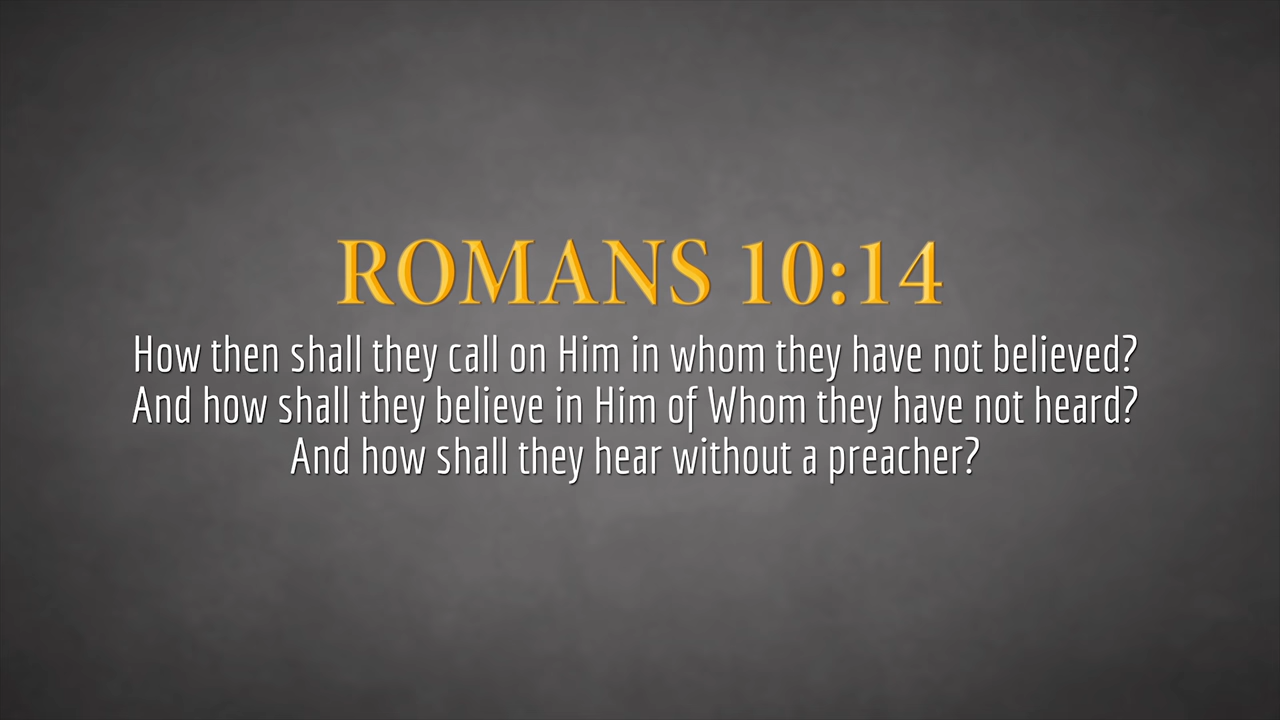 ROMANS 10:14
How then shall they call on Him in whom they have not believed?
And how shall they believe in Him of Whom they have not heard?
And how shall they hear without a preacher?